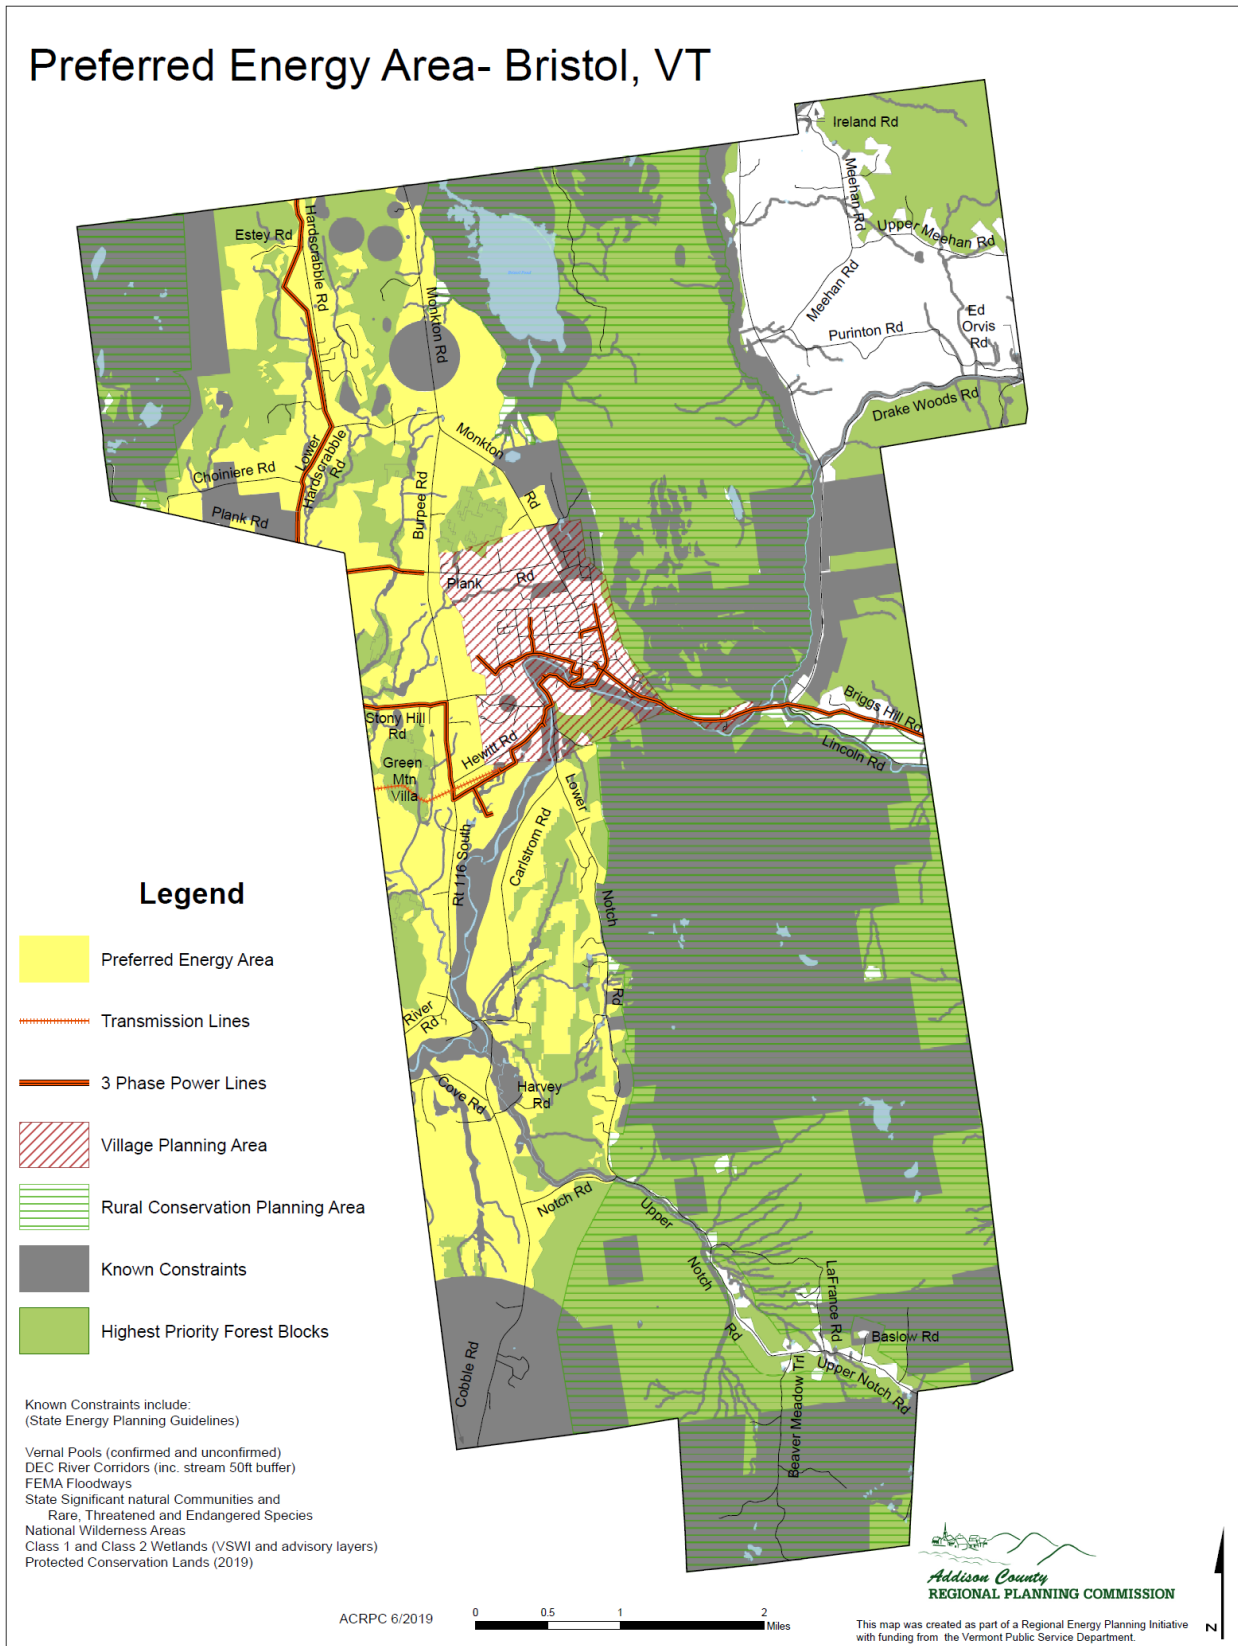 Preferred Energy Area- Bristol, VT
Ireland Rd
Meehan Rd
Upper Meehan Rd
Estey Rd
Hardscrabble Rd
Monkton Rd
Meehan Rd
Purinton Rd
Ed
Orvis
Rd
Drake Woods Rd
Monkton
Rd
Lower
Hardscrabble
Rd
Choiniere Rd
Burpee Rd
Plank Rd
Plank
Rd
Stony Hill
Rd
Green
Mtn
Villa
Hewitt Rd
Briggs Hill Rd
Lincoln Rd
Lower
Notch
Rd
Carlstrom Rd
Rt 116 South
River
Rd
Cove Rd
Harvey
Rd
Notch Rd
Upper
Notch
Rd
LaFrance Rd
Baslow Rd
Upper Notch Rd
Beaver Meadow Trl
Cobble Rd
Legend
Preferred Energy Area
Transmission Lines
3 Phase Power Lines
Village Planning Area
Rural Conservation Planning Area
Known Constraints
Highest Priority Forest Blocks
Known Constraints include:
(State Energy Planning Guidelines)
Vernal Pools (confirmed and unconfirmed)
DEC River Corridors (inc. stream 50ft buffer)
FEMA Floodways
State Significant natural Communities and
Rare, Threatened and Endangered Species
National Wilderness Areas
Class 1 and Class 2 Wetlands (VSWI and advisory layers)
Protected Conservation Lands (2019)
ACRPC 6/2019
0 0.5 1 2
Miles
Addison County
REGIONAL PLANNING COMMISSION
This map was created as part of a Regional Energy Planning Initiative
with funding from the Vermont Public Service Department.
N